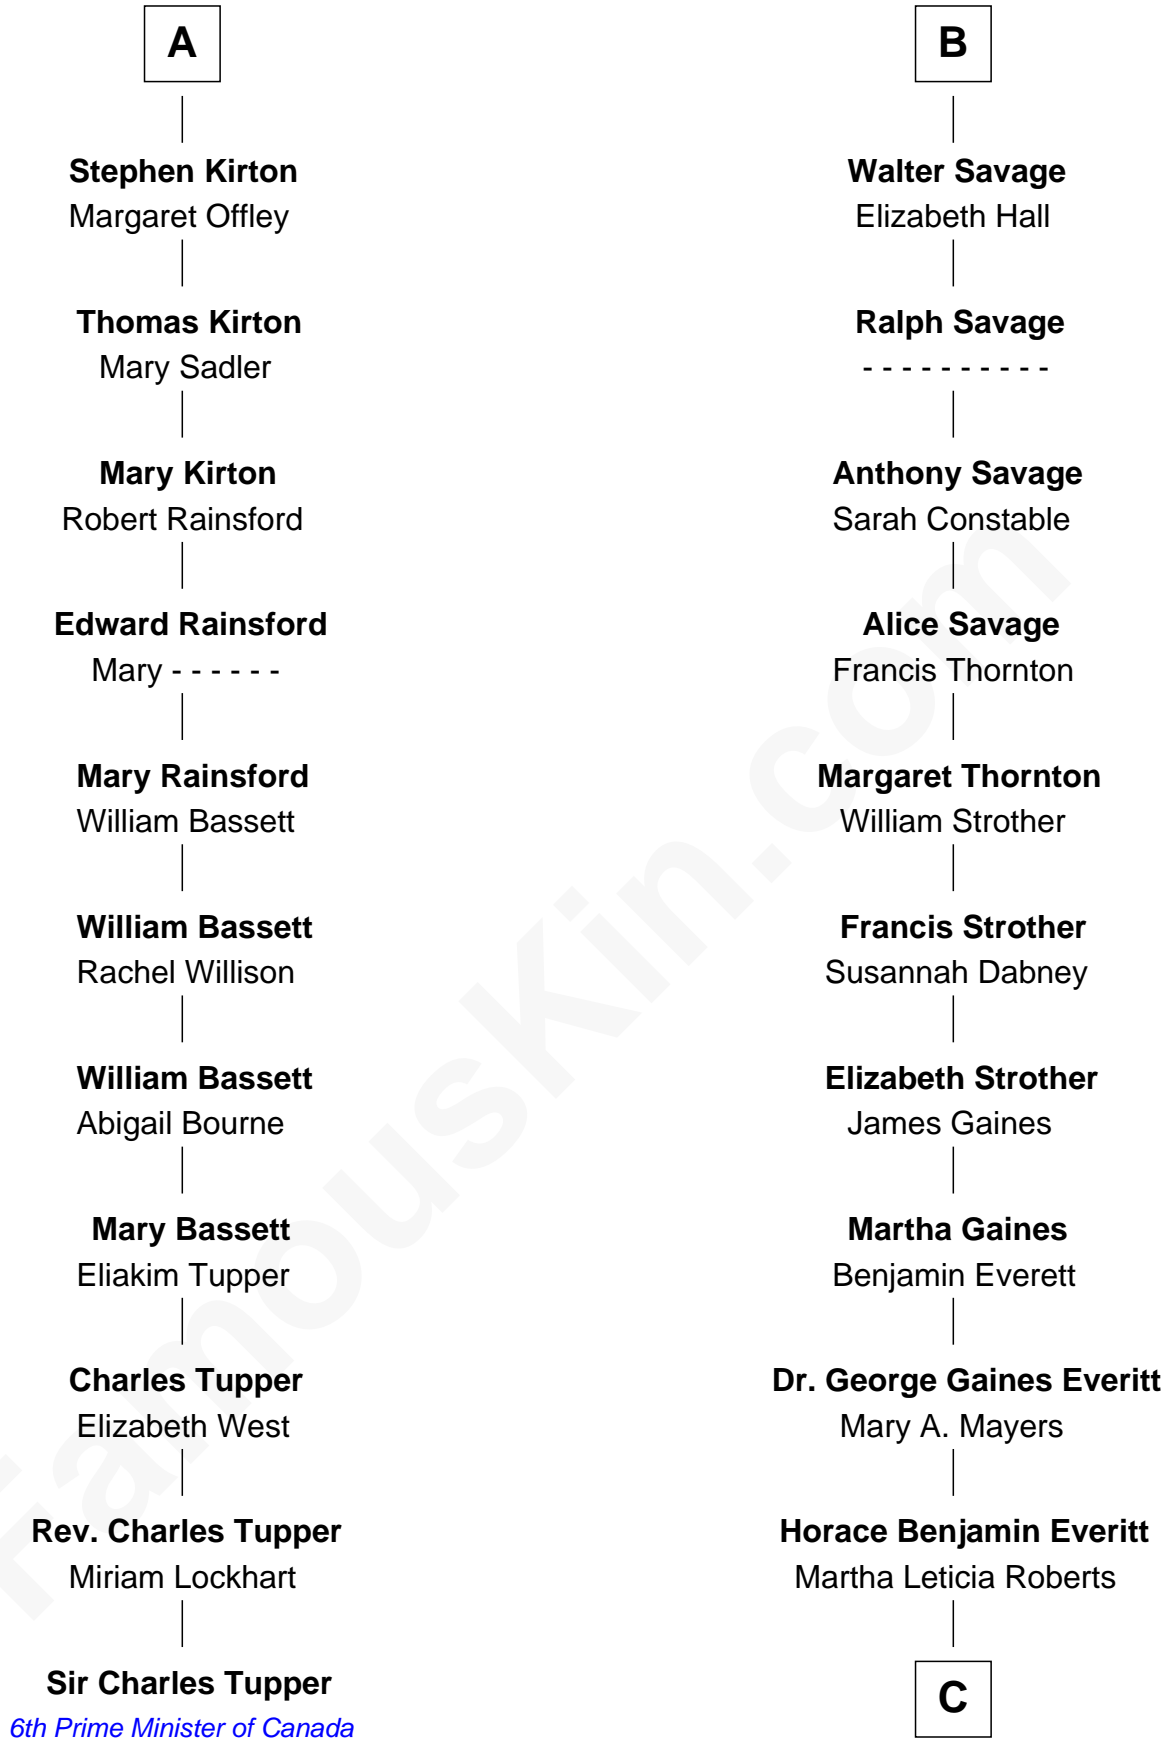 A
Stephen Kirton
Margaret Offley
Thomas Kirton
Mary Sadler
Mary Kirton
Robert Rainsford
Edward Rainsford
Mary - - - - - -
Mary Rainsford
William Bassett
William Bassett
Rachel Willison
William Bassett
Abigail Bourne
Mary Bassett
Eliakim Tupper
Charles Tupper
Elizabeth West
Rev. Charles Tupper
Miriam Lockhart
Sir Charles Tupper
6th Prime Minister of Canada
B
Walter Savage
Elizabeth Hall
Ralph Savage
- - - - - - - - - -
Anthony Savage
Sarah Constable
Alice Savage
Francis Thornton
Margaret Thornton
William Strother
Francis Strother
Susannah Dabney
Elizabeth Strother
James Gaines
Martha Gaines
Benjamin Everett
Dr. George Gaines Everitt
Mary A. Mayers
Horace Benjamin Everitt
Martha Leticia Roberts
C
FamousKin.com